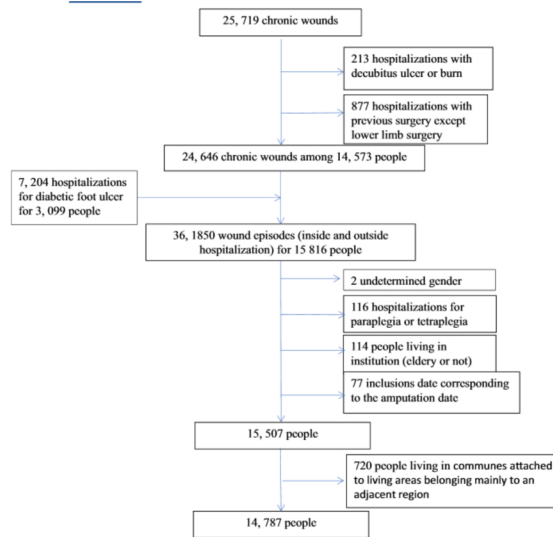 25, 719 chronic wounds
213 hospitalizations with
decubitus ulcer or burn
877 hospitalizations with
previous surgery except
lower limb surgery
24, 646 chronic wounds among 14, 573 people
7, 204 hospitalizations
for diabetic foot ulcer
for 3, 099 people
36, 1850 wound episodes (inside and outside
hospitalization) for 15 816 people
2 undetermined gender
116 hospitalizations for
paraplegia or tetraplegia
114 people living in
institution (eldery or not)
77 inclusions date corresponding
to the amputation date
15, 507 people
720 people living in communes attached
to living areas belonging mainly to an
adjacent region
14, 787 people